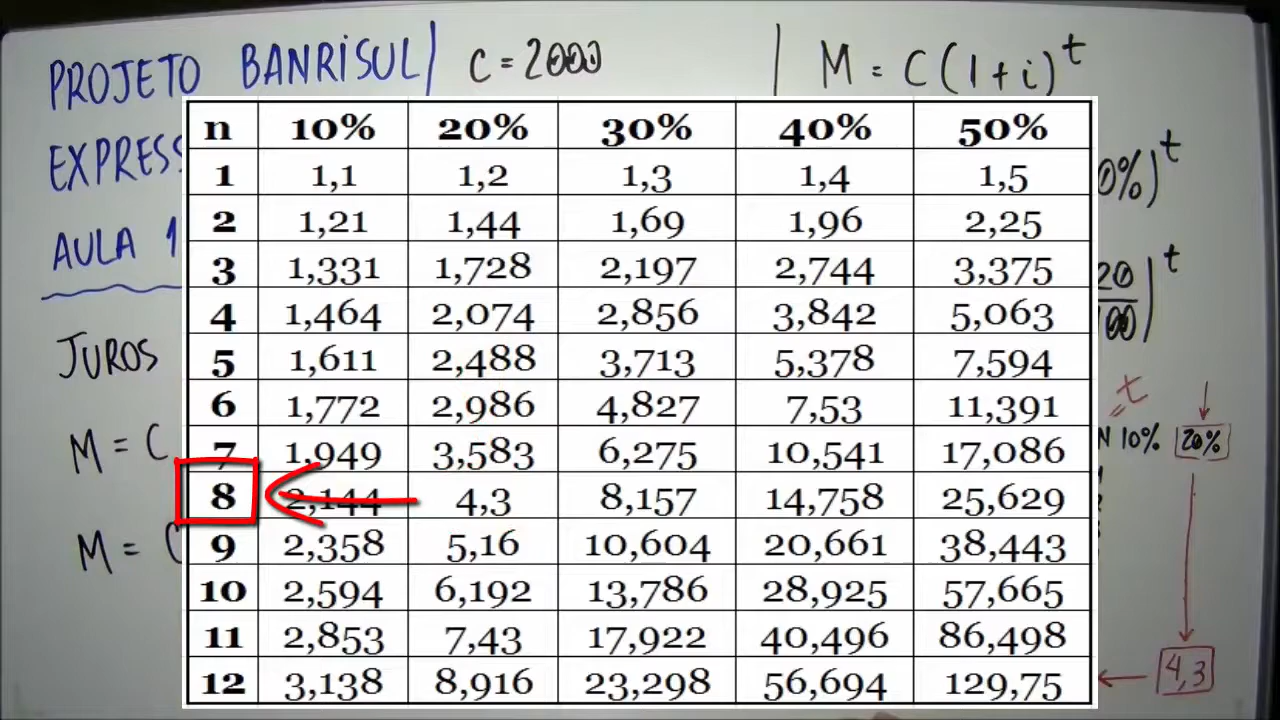 PROJETO BANRISUL C = 2000 M = C (1 + i)^t
EXPRESS 0%)^t
AULA 1 20 t
JUROS
M = C N 10% 20%
M = C
4,3
n 10% 20% 30% 40% 50%
1 1,1 1,2 1,3 1,4 1,5
2 1,21 1,44 1,69 1,96 2,25
3 1,331 1,728 2,197 2,744 3,375
4 1,464 2,074 2,856 3,842 5,063
5 1,611 2,488 3,713 5,378 7,594
6 1,772 2,986 4,827 7,53 11,391
7 1,949 3,583 6,275 10,541 17,086
8 2,144 4,3 8,157 14,758 25,629
9 2,358 5,16 10,604 20,661 38,443
10 2,594 6,192 13,786 28,925 57,665
11 2,853 7,43 17,922 40,496 86,498
12 3,138 8,916 23,298 56,694 129,75